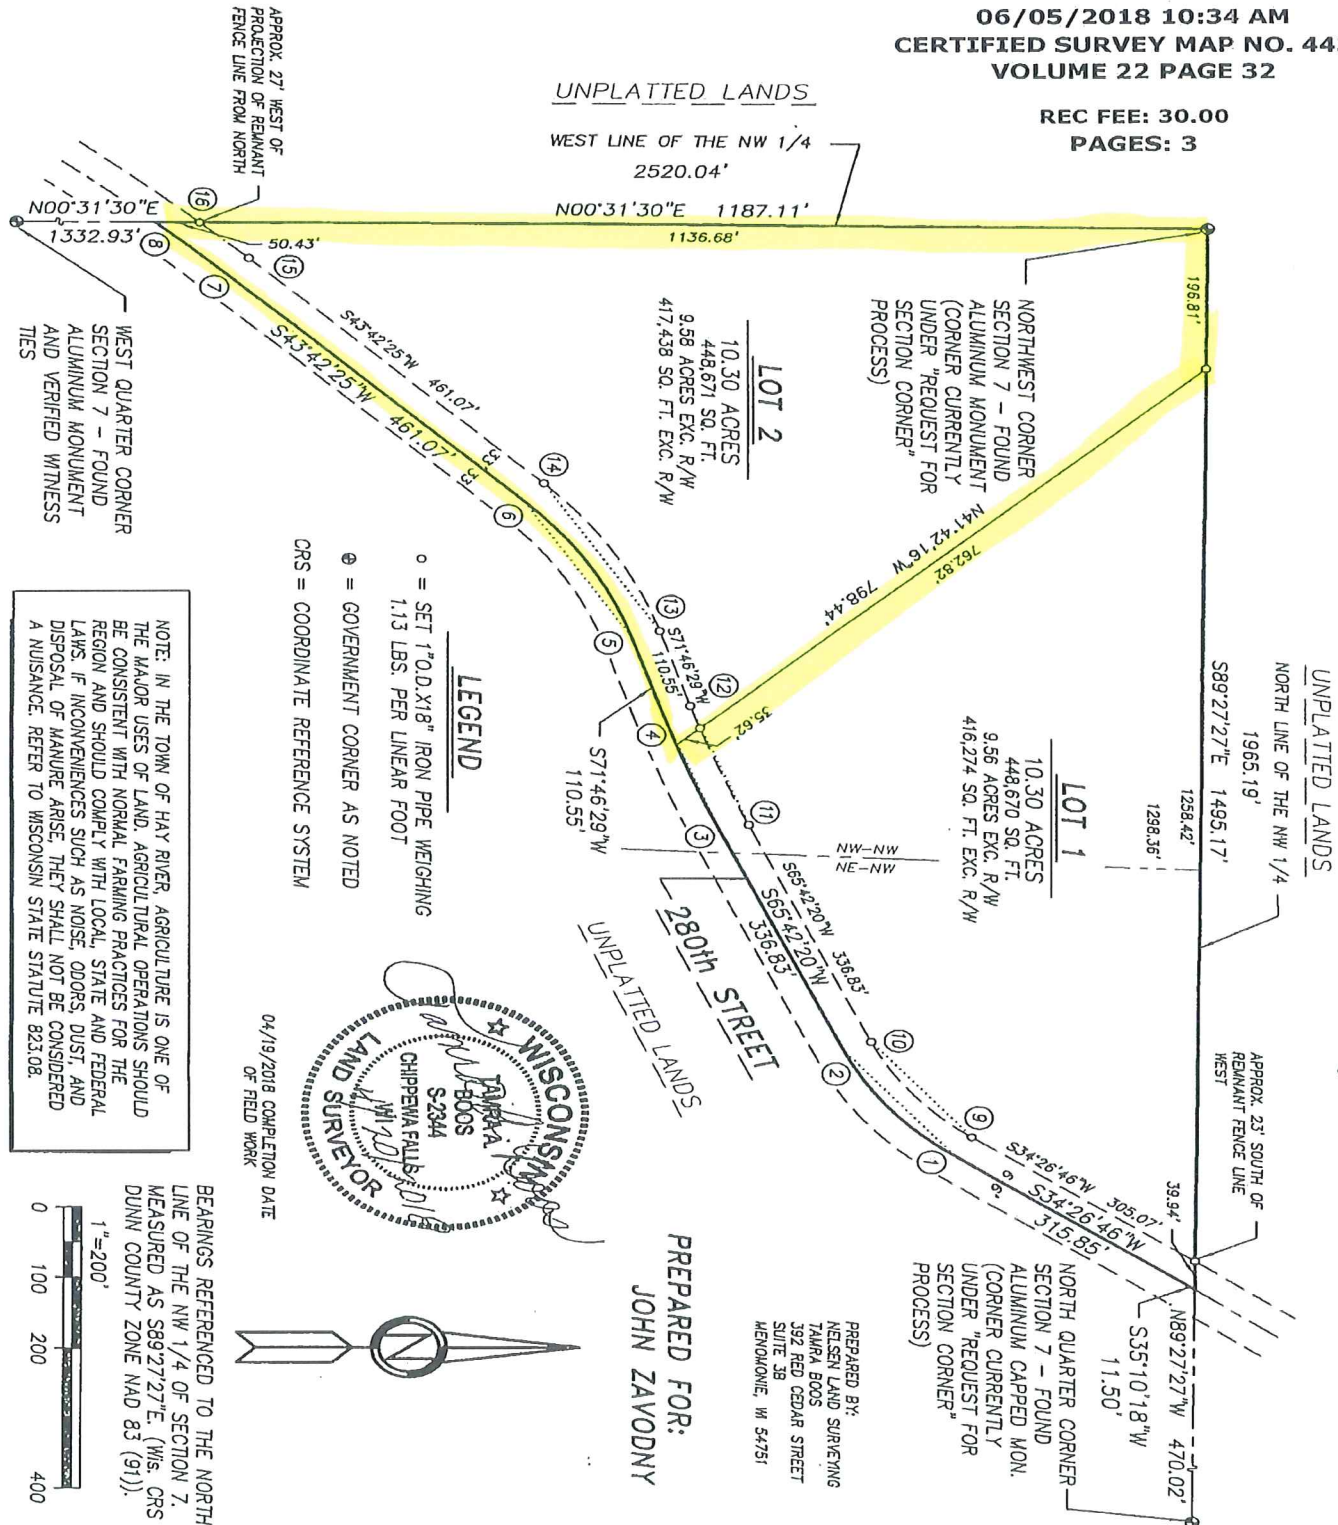 06/05/2018 10:34 AM
CERTIFIED SURVEY MAP NO. 44
VOLUME 22 PAGE 32
REC FEE: 30.00
PAGES: 3
UNPLATTED LANDS
WEST LINE OF THE NW 1/4
2520.04'
N00°31'30"E 1187.11'
1136.68'
APPROX. 27' WEST OF
PROJECTION OF REMNANT
FENCE LINE FROM NORTH
16
N00°31'30"E
1332.93'
50.43'
8
7
15
WEST QUARTER CORNER
SECTION 7 - FOUND
ALUMINUM MONUMENT
AND VERIFIED WITNESS
TIES
S43°42'25"W 461.07'
S43°42'25"W 461.07'
33
14
6
NORTHWEST CORNER
SECTION 7 - FOUND
ALUMINUM MONUMENT
(CORNER CURRENTLY
UNDER "REQUEST FOR
SECTION CORNER"
PROCESS)
196.81'
LOT 2
10.30 ACRES
448,671 SQ. FT.
9.58 ACRES EXC. R/W
417,438 SQ. FT. EXC. R/W
N41°42'16"W 798.44'
762.82'
35.62'
13
S71°46'29"W
110.55'
12
5
4
S71°46'29"W
110.55'
3
11
UNPLATTED LANDS
NORTH LINE OF THE NW 1/4
1965.19'
S89°27'27"E 1495.17'
1258.42'
1298.36'
LOT 1
10.30 ACRES
448,670 SQ. FT.
9.56 ACRES EXC. R/W
416,274 SQ. FT. EXC. R/W
NW-NW
NE-NW
S65°42'20"W 336.83'
S65°42'20"W
336.83'
280th STREET
UNPLATTED LANDS
10
2
9
1
S34°26'46"W 305.07'
S34°26'46"W
315.85'
APPROX. 23' SOUTH OF
REMNANT FENCE LINE
WEST
39.94'
N89°27'27"W 470.02'
S35°10'18"W
11.50'
NORTH QUARTER CORNER
SECTION 7 - FOUND
ALUMINUM CAPPED MON.
(CORNER CURRENTLY
UNDER "REQUEST FOR
SECTION CORNER"
PROCESS)
LEGEND
o = SET 1"O.D.X18" IRON PIPE WEIGHING
1.13 LBS. PER LINEAR FOOT
= GOVERNMENT CORNER AS NOTED
CRS = COORDINATE REFERENCE SYSTEM
NOTE: IN THE TOWN OF HAY RIVER, AGRICULTURE IS ONE OF
THE MAJOR USES OF LAND. AGRICULTURAL OPERATIONS SHOULD
BE CONSISTENT WITH NORMAL FARMING PRACTICES FOR THE
REGION AND SHOULD COMPLY WITH LOCAL, STATE AND FEDERAL
LAWS. IF INCONVENIENCES SUCH AS NOISE, ODORS, DUST, AND
DISPOSAL OF MANURE ARISE, THEY SHALL NOT BE CONSIDERED
A NUISANCE. REFER TO WISCONSIN STATE STATUTE 823.08.
WISCONSIN
TAMRA A.
BOOS
S-2344
CHIPPEWA FALLS
WI
LAND SURVEYOR
04/19/2018 COMPLETION DATE
OF FIELD WORK
PREPARED FOR:
JOHN ZAVODNY
PREPARED BY:
NELSEN LAND SURVEYING
TAMRA BOOS
392 RED CEDAR STREET
SUITE 3B
MENOMONIE, WI 54751
N
BEARINGS REFERENCED TO THE NORTH
LINE OF THE NW 1/4 OF SECTION 7.
MEASURED AS S89°27'27"E. (Wis. CRS
DUNN COUNTY ZONE NAD 83 (91)).
1"=200'
0 100 200 400